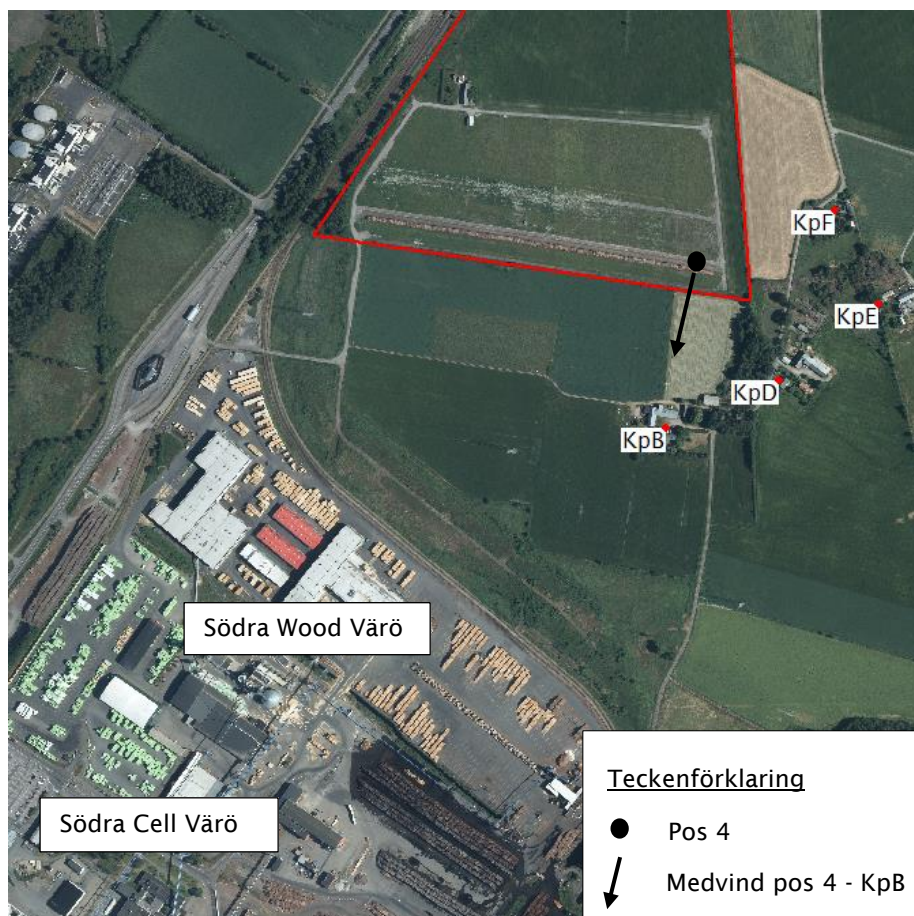 KpF
KpE
KpD
KpB
Södra Wood Värö
Södra Cell Värö
Teckenförklaring
Pos 4
Medvind pos 4 - KpB